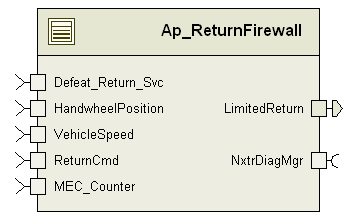 Ap_ReturnFirewall
Defeat_Return_Svc
HandwheelPosition
LimitedReturn
VehicleSpeed
ReturnCmd
NxtrDiagMgr
MEC_Counter